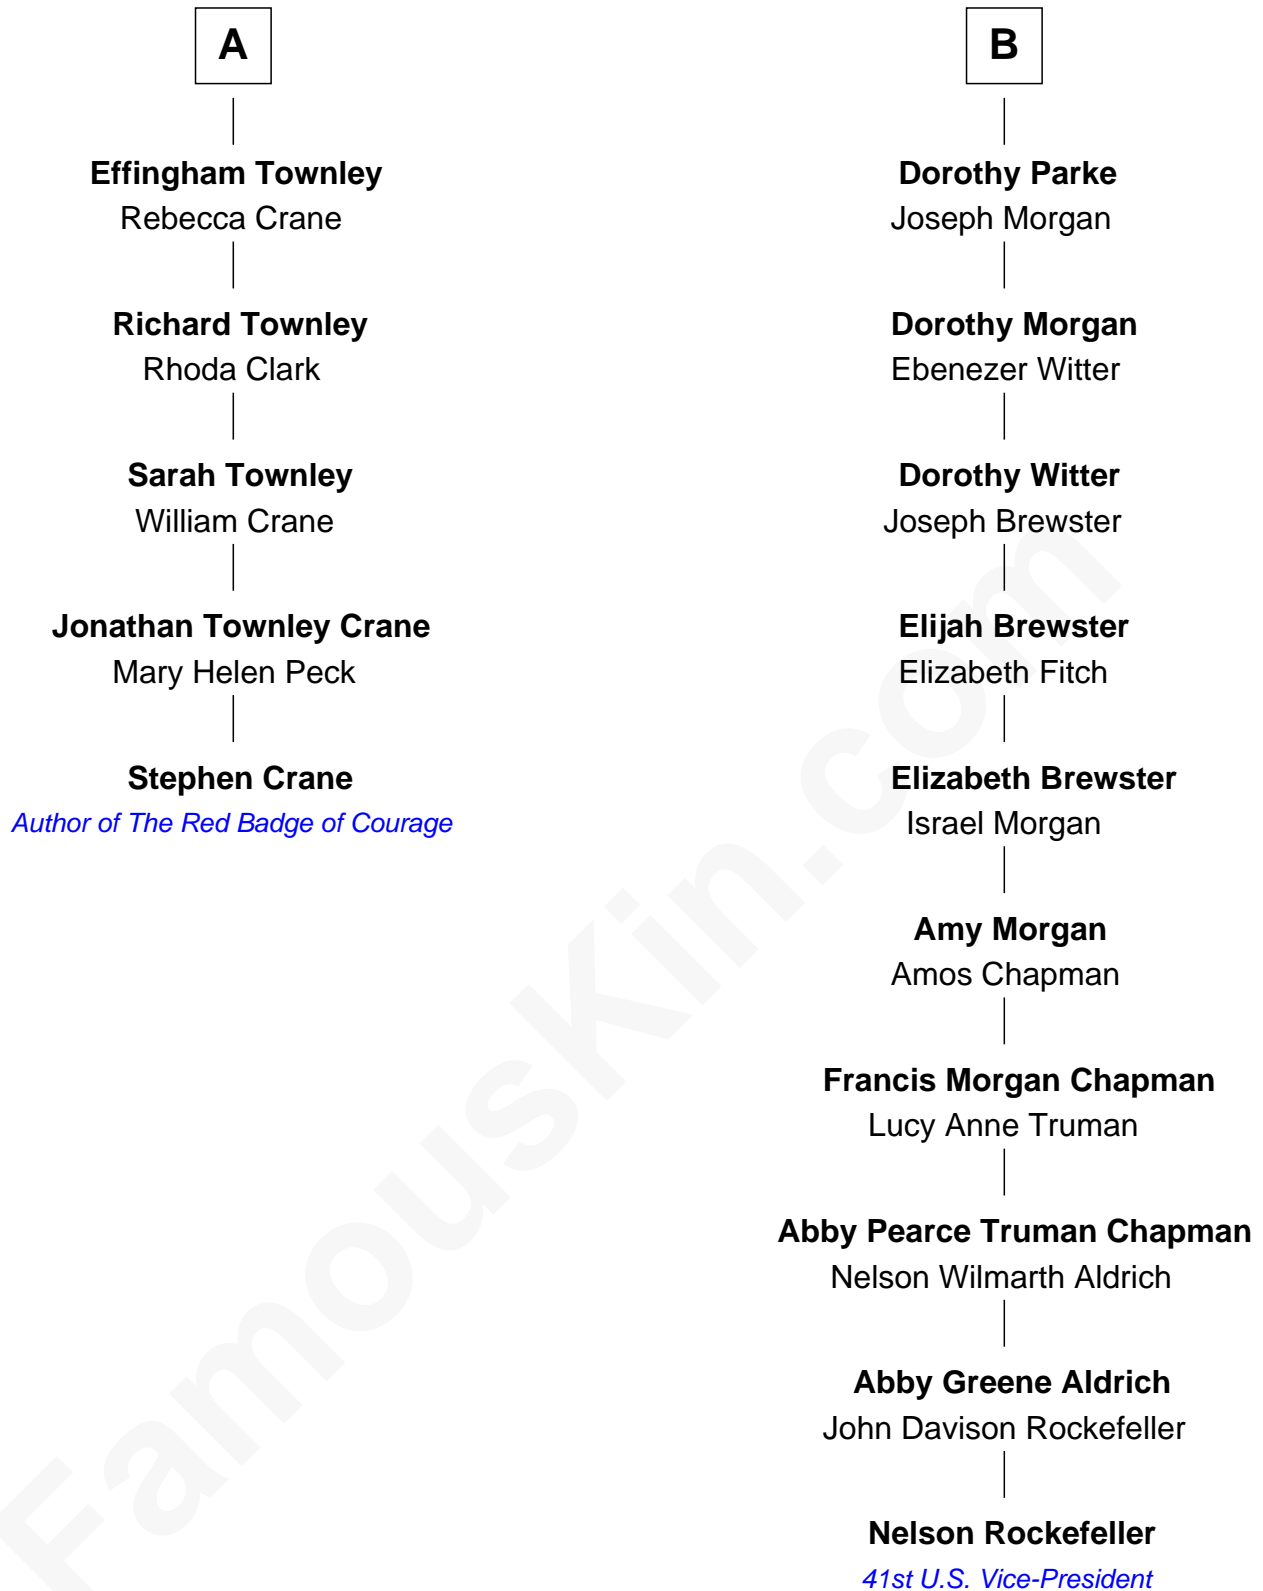 A
Effingham Townley
Rebecca Crane
Richard Townley
Rhoda Clark
Sarah Townley
William Crane
Jonathan Townley Crane
Mary Helen Peck
Stephen Crane
Author of The Red Badge of Courage
B
Dorothy Parke
Joseph Morgan
Dorothy Morgan
Ebenezer Witter
Dorothy Witter
Joseph Brewster
Elijah Brewster
Elizabeth Fitch
Elizabeth Brewster
Israel Morgan
Amy Morgan
Amos Chapman
Francis Morgan Chapman
Lucy Anne Truman
Abby Pearce Truman Chapman
Nelson Wilmarth Aldrich
Abby Greene Aldrich
John Davison Rockefeller
Nelson Rockefeller
41st U.S. Vice-President
FamousKin.com